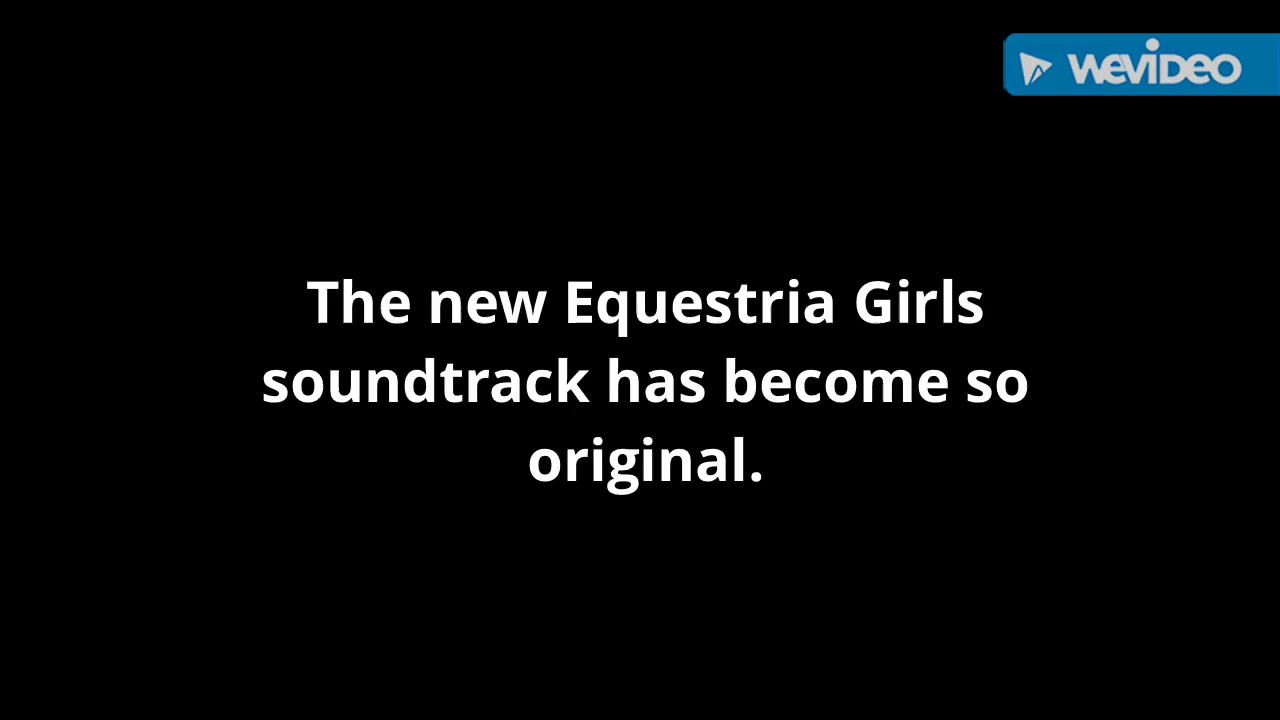 WEVIDEO
The new Equestria Girls
soundtrack has become so
original.